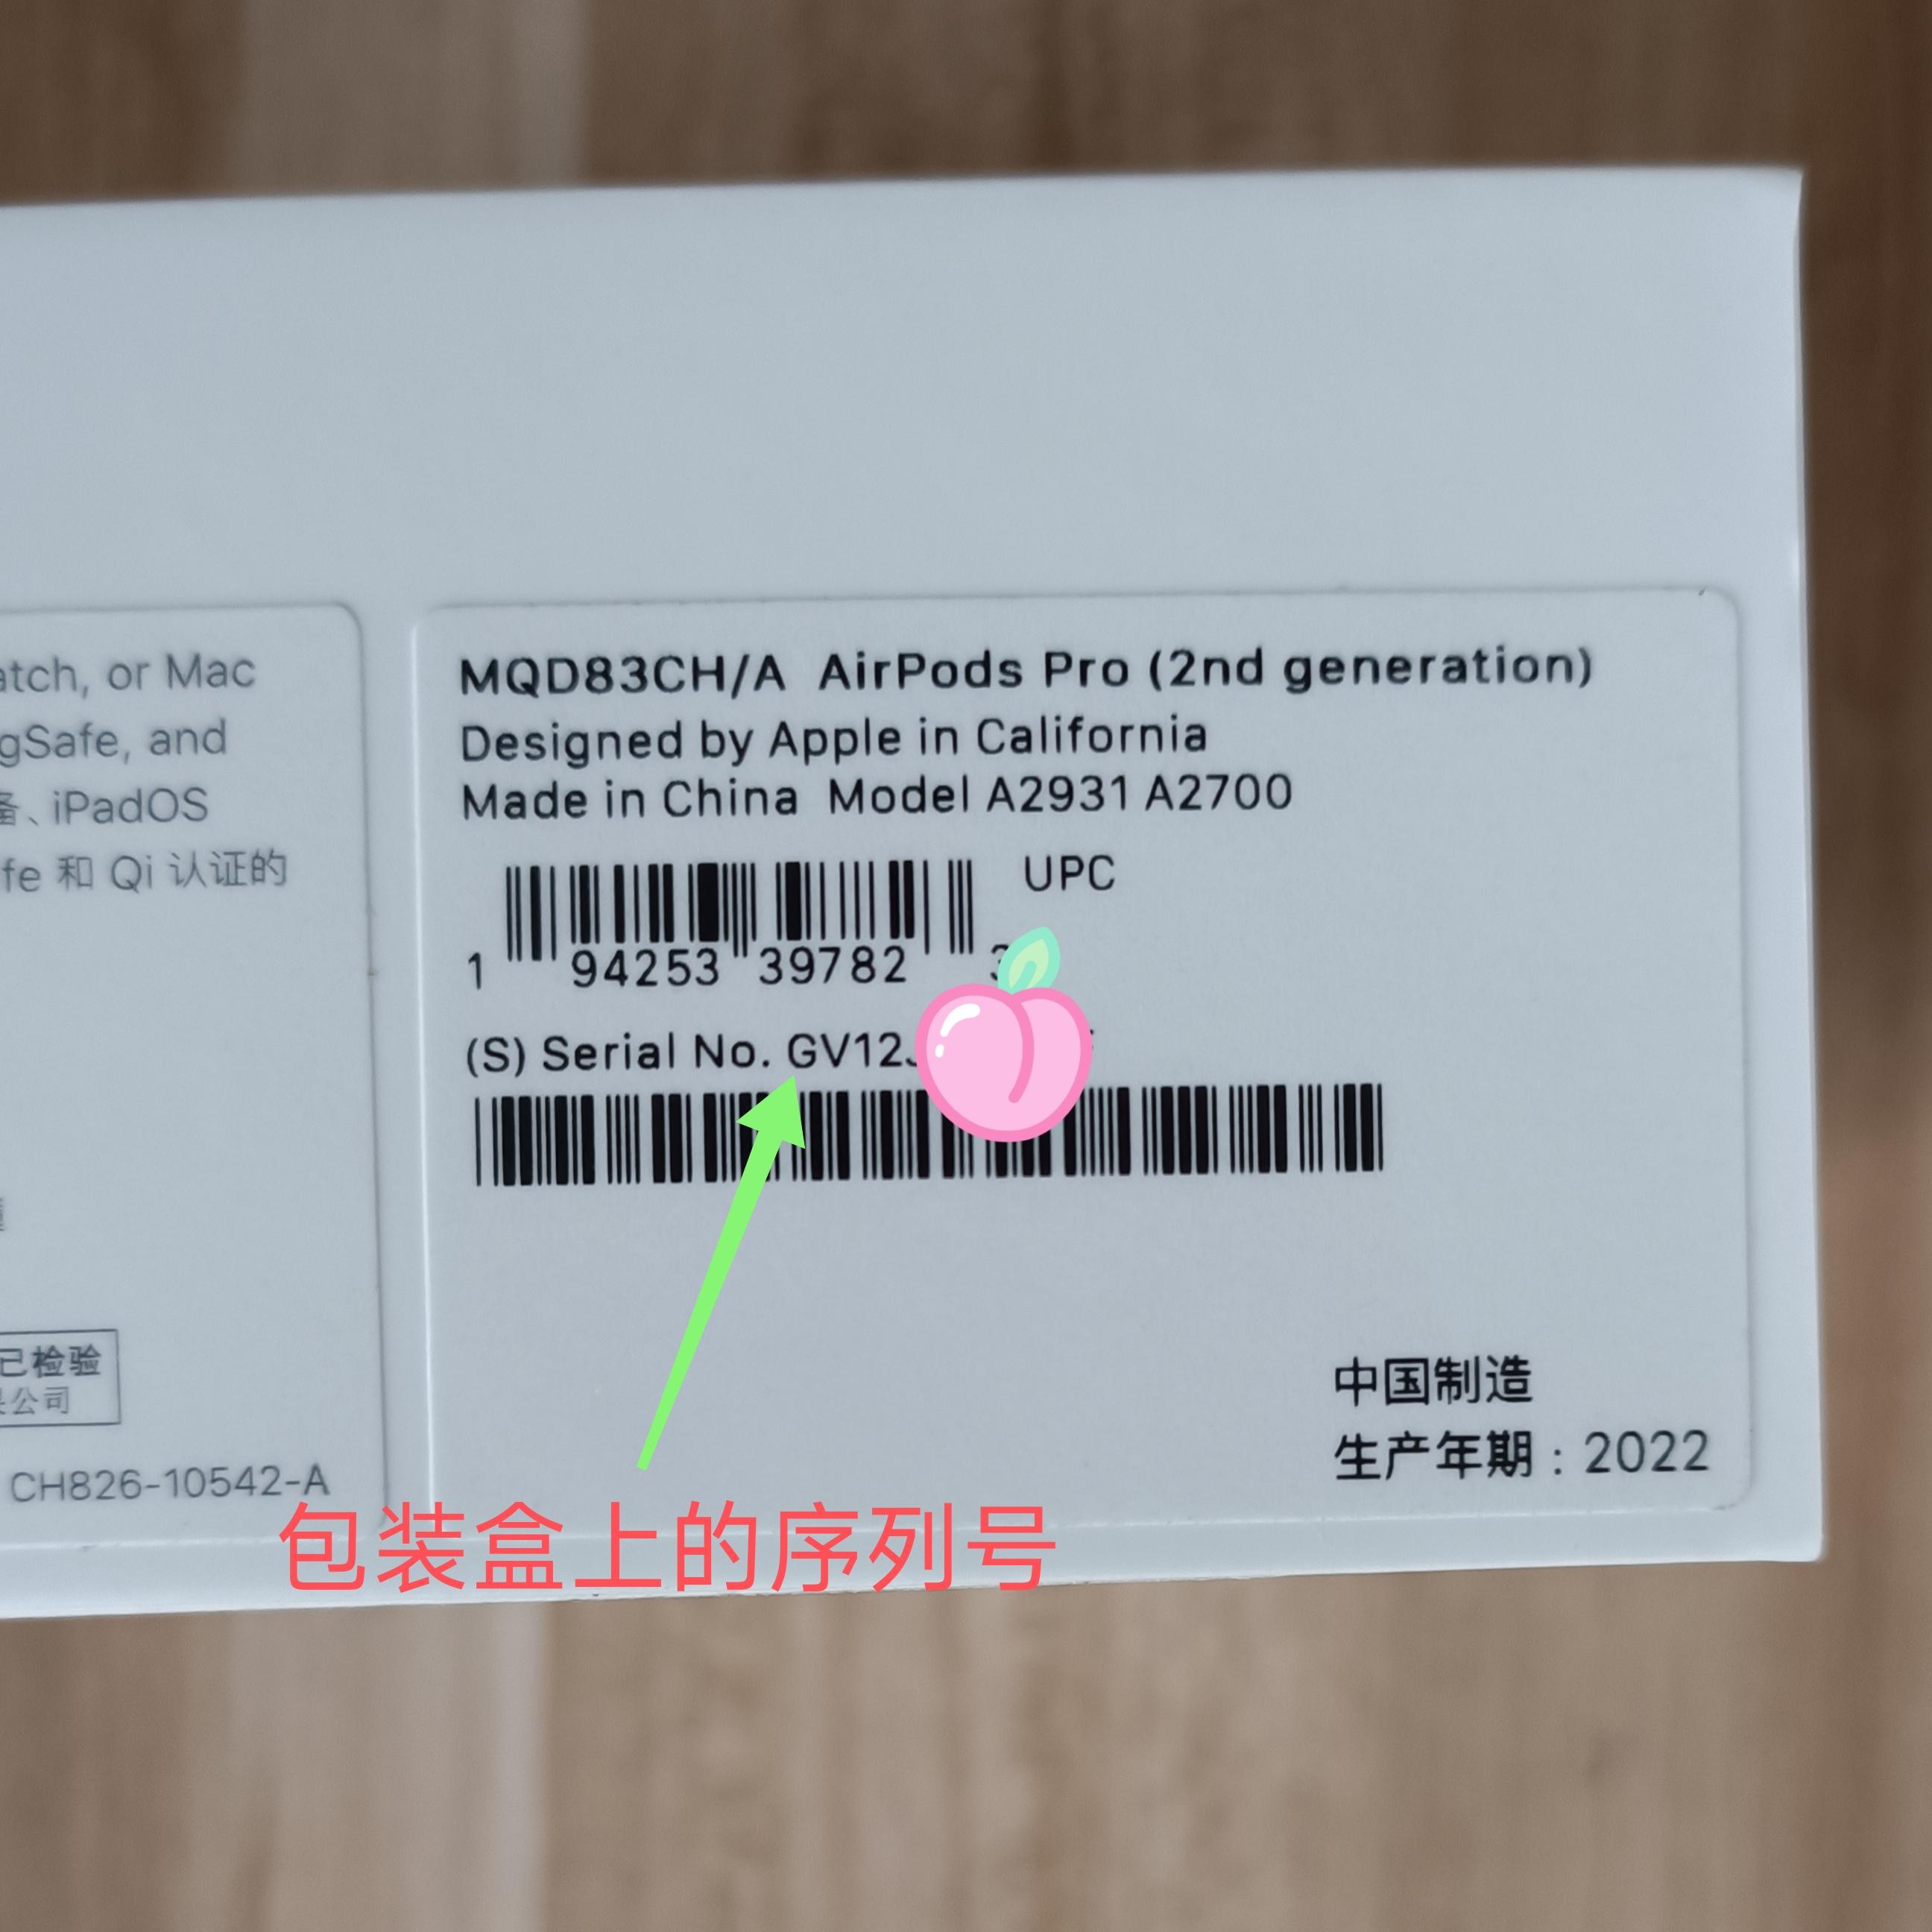 atch, or Mac
gSafe, and
备、iPadOS
fe 和 Qi 认证的
已检验
公司
CH826-10542-A
MQD83CH/A AirPods Pro (2nd generation)
Designed by Apple in California
Made in China Model A2931 A2700
UPC
1 94253 39782
(S) Serial No. GV12
中国制造
生产年期：2022
包装盒上的序列号